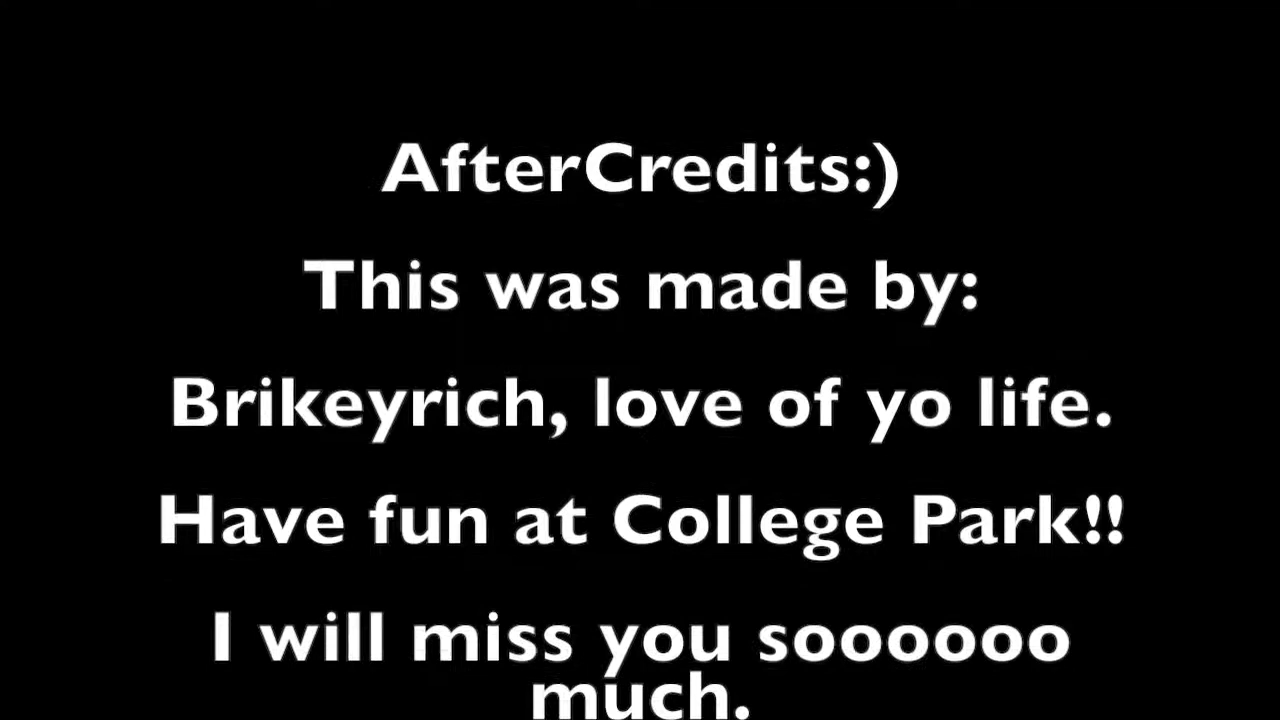 AfterCredits:)
This was made by:
Brikeyrich, love of yo life.
Have fun at College Park!!
I will miss you soooooo
much.